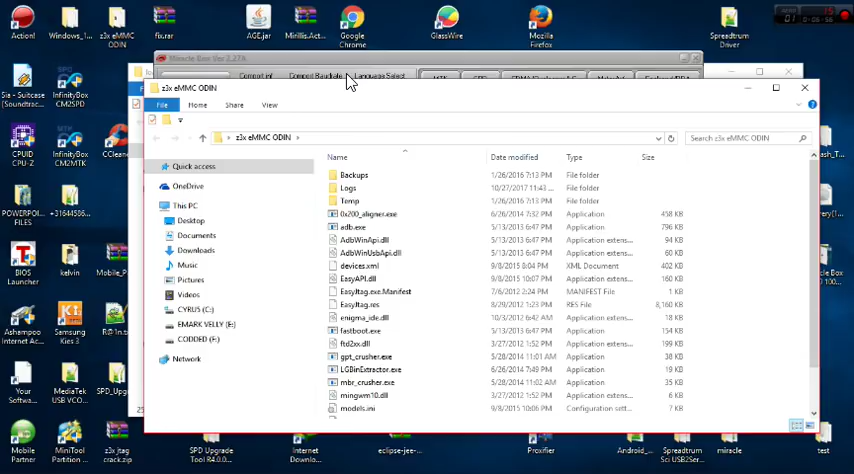 Action!
Windows_1...
z3x eMMC
ODIN
fix.rar
AGE.jar
Mirillis.Act...
Google
Chrome
GlassWire
Mozilla
Firefox
Spreadtrum
Driver
Miracle Box Ver 2.27A
Comport inf
Comport Baudrate
Language Select
MTK
SPD
z3x eMMC ODIN
File
Home
Share
View
z3x eMMC ODIN
Search z3x eMMC ODIN
Quick access
OneDrive
This PC
Desktop
Documents
Downloads
Music
Pictures
Videos
CYRUS (C:)
EMARK VELLY (E:)
CODDED (F:)
Network
Name Date modified Type Size
Backups 1/26/2016 7:13 PM File folder
Logs 10/27/2017 11:43 ... File folder
Temp 1/26/2016 7:13 PM File folder
0x200_aligner.exe 6/26/2014 7:32 PM Application 458 KB
adb.exe 5/13/2013 6:47 PM Application 796 KB
AdbWinApi.dll 5/13/2013 6:47 PM Application extens... 94 KB
AdbWinUsbApi.dll 5/13/2013 6:47 PM Application extens... 60 KB
devices.xml 9/8/2015 8:04 PM XML Document 402 KB
EasyAPI.dll 9/8/2015 10:07 PM Application extens... 160 KB
EasyJtag.exe.Manifest 7/6/2012 2:24 PM MANIFEST File 1 KB
EasyJtag.res 8/29/2012 1:23 PM RES File 8,160 KB
enigma_ide.dll 10/3/2012 6:42 AM Application extens... 18 KB
fastboot.exe 5/13/2013 6:47 PM Application 154 KB
ftd2xx.dll 3/27/2012 1:52 PM Application extens... 199 KB
gpt_crusher.exe 5/28/2014 11:01 AM Application 38 KB
LGBinExtractor.exe 6/26/2014 7:49 PM Application 19 KB
mbr_crusher.exe 5/28/2014 11:02 AM Application 35 KB
mingwm10.dll 3/27/2012 1:52 PM Application extens... 6 KB
models.ini 9/8/2015 10:06 PM Configuration sett... 7 KB
Sia - Suitcase
(Soundtrac...
InfinityBox
CM2SPD
CPUID
CPU-Z
InfinityBox
CM2MTK
CCleane
POWERPOI...
FILES
+31644586...
BIOS
Launcher
kelvin
Mobile_P
Ashampoo
Internet Ac...
Samsung
Kies 3
R@1n.t
Your
Software...
MediaTek
USB VCO...
SPD_Upg
Mobile
Partner
MiniTool
Partition ...
z3x jtag
crack.zip
SPD Upgrade
Tool R4.0.0...
Internet
Downlo...
eclipse-jee-...
Proxifier
Android_...
Spreadtrum
Sci USB2Ser...
miracle
test